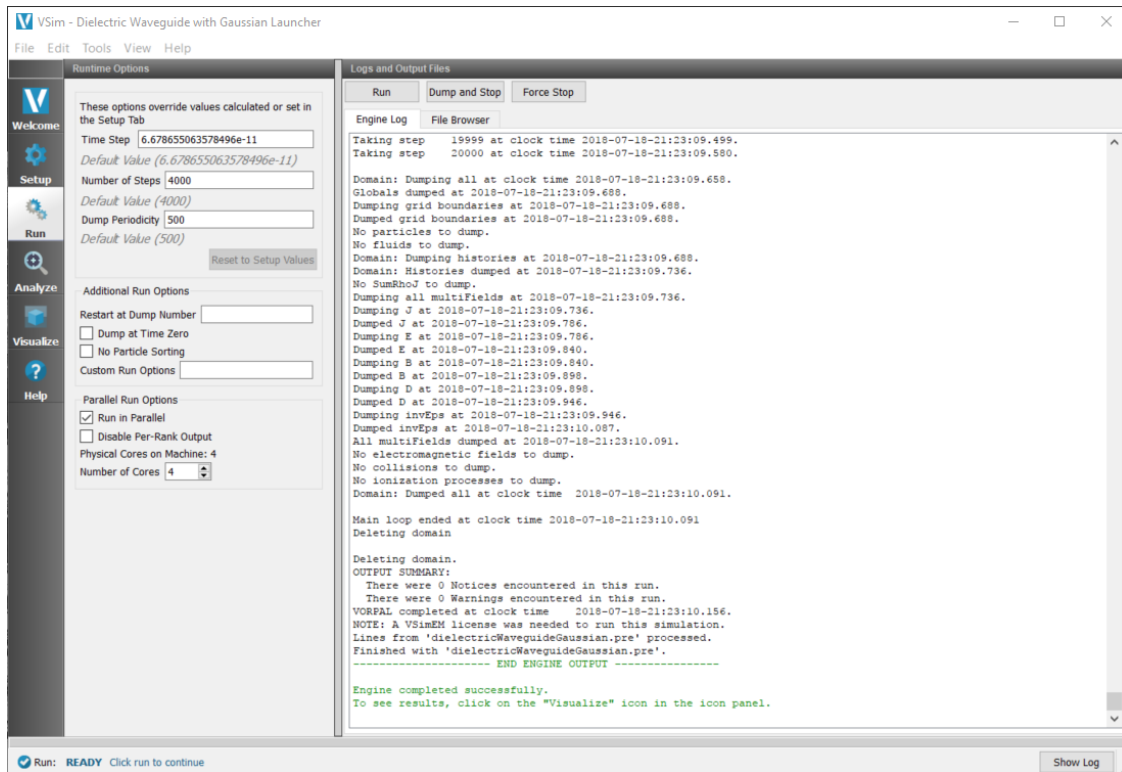 VSim - Dielectric Waveguide with Gaussian Launcher
File Edit Tools View Help
Runtime Options
Welcome
Setup
Run
Analyze
Visualize
Help
These options override values calculated or set in
the Setup Tab
Time Step 6.678655063578496e-11
Default Value (6.678655063578496e-11)
Number of Steps 4000
Default Value (4000)
Dump Periodicity 500
Default Value (500)
Reset to Setup Values
Additional Run Options
Restart at Dump Number
Dump at Time Zero
No Particle Sorting
Custom Run Options
Parallel Run Options
Run in Parallel
Disable Per-Rank Output
Physical Cores on Machine: 4
Number of Cores 4
Logs and Output Files
Run Dump and Stop Force Stop
Engine Log File Browser
Taking step 19999 at clock time 2018-07-18-21:23:09.499.
Taking step 20000 at clock time 2018-07-18-21:23:09.580.
Domain: Dumping all at clock time 2018-07-18-21:23:09.658.
Globals dumped at 2018-07-18-21:23:09.688.
Dumping grid boundaries at 2018-07-18-21:23:09.688.
Dumped grid boundaries at 2018-07-18-21:23:09.688.
No particles to dump.
No fluids to dump.
Domain: Dumping histories at 2018-07-18-21:23:09.688.
Domain: Histories dumped at 2018-07-18-21:23:09.736.
No SumRhoJ to dump.
Dumping all multiFields at 2018-07-18-21:23:09.736.
Dumping J at 2018-07-18-21:23:09.736.
Dumped J at 2018-07-18-21:23:09.786.
Dumping E at 2018-07-18-21:23:09.786.
Dumped E at 2018-07-18-21:23:09.840.
Dumping B at 2018-07-18-21:23:09.840.
Dumped B at 2018-07-18-21:23:09.898.
Dumping D at 2018-07-18-21:23:09.898.
Dumped D at 2018-07-18-21:23:09.946.
Dumping invEps at 2018-07-18-21:23:09.946.
Dumped invEps at 2018-07-18-21:23:10.087.
All multiFields dumped at 2018-07-18-21:23:10.091.
No electromagnetic fields to dump.
No collisions to dump.
No ionization processes to dump.
Domain: Dumped all at clock time 2018-07-18-21:23:10.091.
Main loop ended at clock time 2018-07-18-21:23:10.091
Deleting domain
Deleting domain.
OUTPUT SUMMARY:
There were 0 Notices encountered in this run.
There were 0 Warnings encountered in this run.
VORPAL completed at clock time 2018-07-18-21:23:10.156.
NOTE: A VSimEM license was needed to run this simulation.
Lines from 'dielectricWaveguideGaussian.pre' processed.
Finished with 'dielectricWaveguideGaussian.pre'.
--------------------- END ENGINE OUTPUT ----------------
Engine completed successfully.
To see results, click on the "Visualize" icon in the icon panel.
Run: READY Click run to continue
Show Log